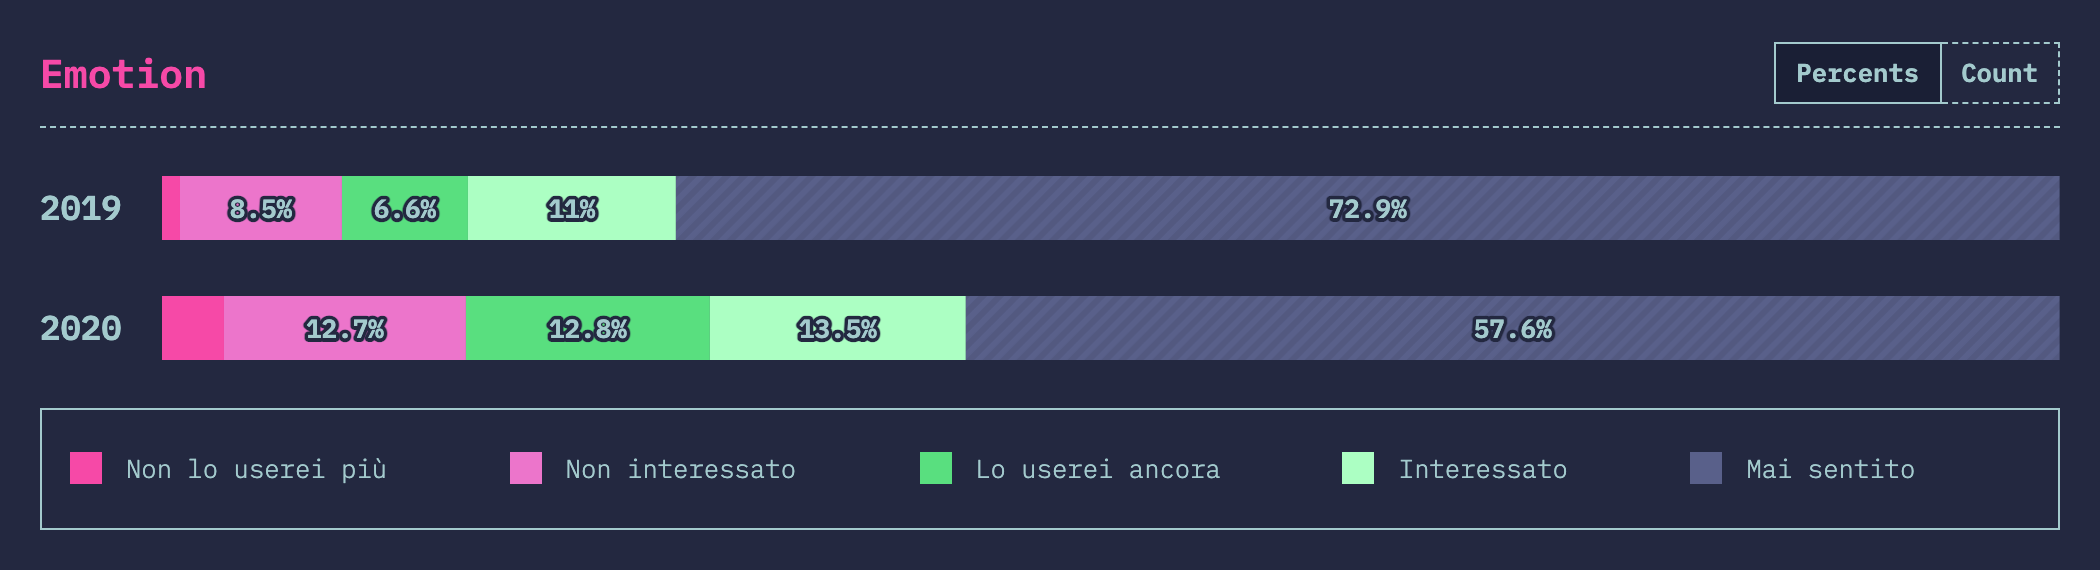 Emotion
Percents Count
2019 8.5% 6.6% 11% 72.9%
2020 12.7% 12.8% 13.5% 57.6%
Non lo userei più Non interessato Lo userei ancora Interessato Mai sentito